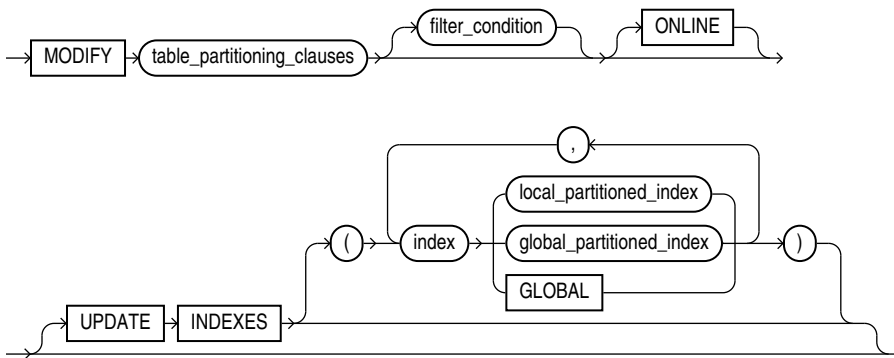 filter_condition ONLINE
MODIFY table_partitioning_clauses
,
local_partitioned_index
( index global_partitioned_index )
GLOBAL
UPDATE INDEXES